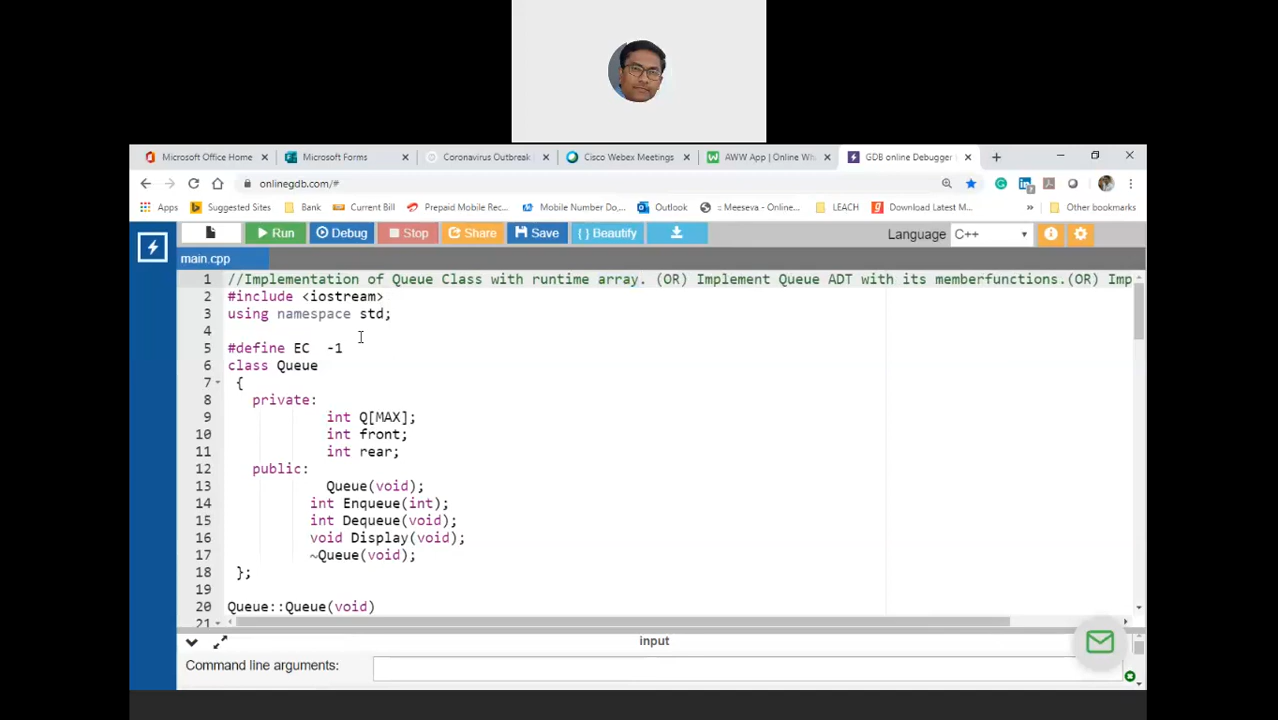 Microsoft Office Home
Microsoft Forms
Coronavirus Outbreak
Cisco Webex Meetings
AWW App | Online Wh
GDB online Debugger |
onlinegdb.com/#
Apps
Suggested Sites
Bank
Current Bill
Prepaid Mobile Rec...
Mobile Number Do,...
Outlook
: Meeseva - Online...
LEACH
Download Latest M...
»
Other bookmarks
Run
Debug
Stop
Share
Save
{ } Beautify
Language
C++
main.cpp
1 //Implementation of Queue Class with runtime array. (OR) Implement Queue ADT with its memberfunctions.(OR) Imp
2 #include <iostream>
3 using namespace std;
4
5 #define EC  -1
6 class Queue
7 {
8 private:
9 int Q[MAX];
10 int front;
11 int rear;
12 public:
13 Queue(void);
14 int Enqueue(int);
15 int Dequeue(void);
16 void Display(void);
17 ~Queue(void);
18 };
19
20 Queue::Queue(void)
21
input
Command line arguments: